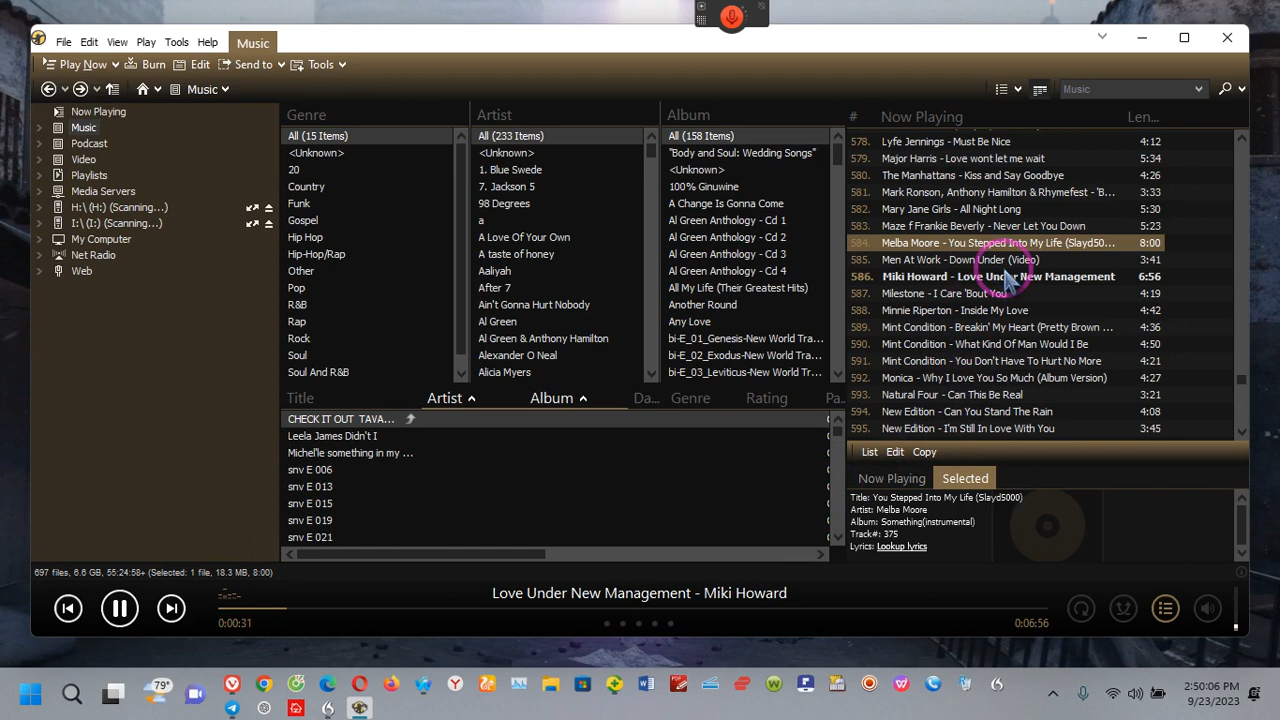 File Edit View Play Tools Help Music
Play Now Burn Edit Send to Tools
Music Music
Now Playing
Music
Podcast
Video
Playlists
Media Servers
H:\ (H:) (Scanning...)
I:\ (I:) (Scanning...)
My Computer
Net Radio
Web
Genre
All (15 Items)
<Unknown>
20
Country
Funk
Gospel
Hip Hop
Hip-Hop
Other
Pop
R&B
Rap
Rock
Soul
Soul And R&B
Artist
All (233 Items)
<Unknown>
1. Blue Swede
7. Jackson 5
98 Degrees
a
A Love Of Your Own
A taste of honey
Aaliyah
Ain't Gonna Hurt Nobody
Al Green
Al Green & Anthony Hamilton
Alexander O Neal
Alicia Myers
Album
All (158 Items)
"Body and Soul: Wedding Songs"
<Unknown>
100% Ginuwine
A Change Is Gonna Come
Al Green Anthology - Cd 1
Al Green Anthology - Cd 2
Al Green Anthology - Cd 3
Al Green Anthology - Cd 4
All My Life (Their Greatest Hits)
Another Round
Any Love
bi-E_01_Genesis-New World Tra...
bi-E_02_Exodus-New World Trans...
bi-E_03_Leviticus-New World Tr...
Title Artist Album Da... Genre Rating Pa...
CHECK IT OUT TAVA...
Leela James Didn't I
Michel'le something in my ...
snv E 006
snv E 013
snv E 015
snv E 019
snv E 021
# Now Playing Len...
578. Lyfe Jennings - Must Be Nice 4:12
579. Major Harris - Love wont let me wait 5:34
580. The Manhattans - Kiss and Say Goodbye 4:26
581. Mark Ronson, Anthony Hamilton & Rhymefest - 'B... 3:33
582. Mary Jane Girls - All Night Long 5:30
583. Maze f Frankie Beverly - Never Let You Down 5:23
584. Melba Moore - You Stepped Into My Life (Slayd50... 8:00
585. Men At Work - Down Under (Video) 3:41
586. Miki Howard - Love Under New Management 6:56
587. Milestone - I Care 'Bout You 4:19
588. Minnie Riperton - Inside My Love 4:42
589. Mint Condition - Breakin' My Heart (Pretty Brown ... 4:36
590. Mint Condition - What Kind Of Man Would I Be 4:50
591. Mint Condition - You Don't Have To Hurt No More 4:21
592. Monica - Why I Love You So Much (Album Version) 4:27
593. Natural Four - Can This Be Real 3:21
594. New Edition - Can You Stand The Rain 4:08
595. New Edition - I'm Still In Love With You 3:45
List Edit Copy
Now Playing Selected
Title: You Stepped Into My Life (Slayd5000)
Artist: Melba Moore
Album: Something(instrumental)
Track#: 375
Lyrics: Lookup lyrics
697 files, 6.6 GB, 55:24:58+ (Selected: 1 file, 18.3 MB, 8:00)
Love Under New Management - Miki Howard
0:00:31 0:06:56
79°
2:50:06 PM
9/23/2023